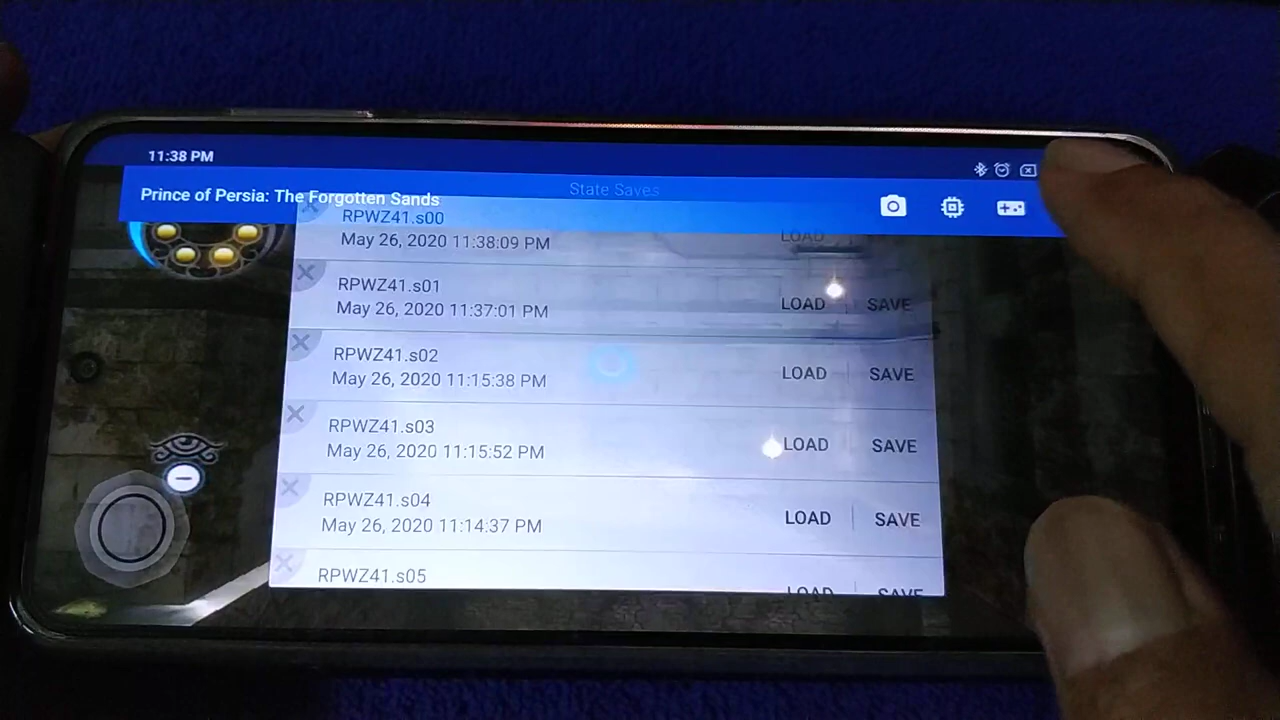 11:38 PM
Prince of Persia: The Forgotten Sands
State Saves
RPWZ41.s00
May 26, 2020 11:38:09 PM
LOAD
RPWZ41.s01
May 26, 2020 11:37:01 PM
LOAD SAVE
RPWZ41.s02
May 26, 2020 11:15:38 PM
LOAD SAVE
RPWZ41.s03
May 26, 2020 11:15:52 PM
LOAD SAVE
RPWZ41.s04
May 26, 2020 11:14:37 PM
LOAD SAVE
RPWZ41.s05
LOAD SAVE